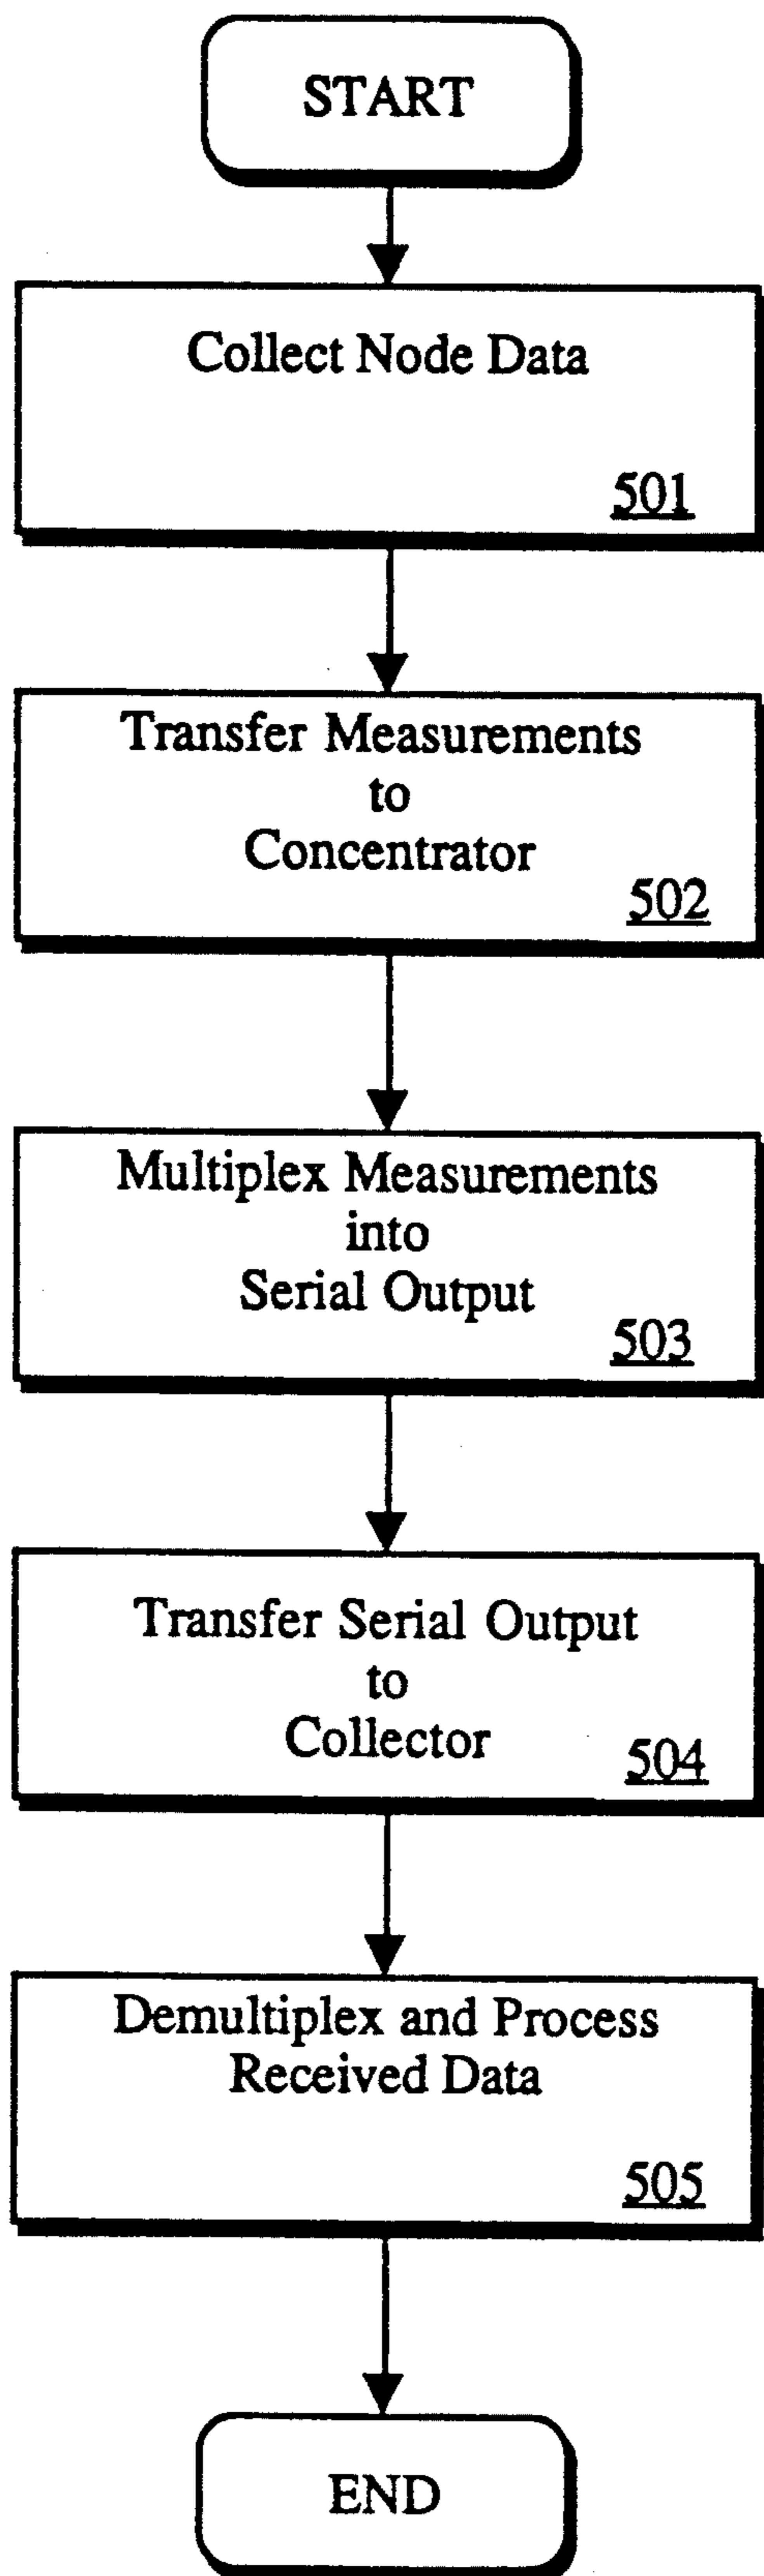 START
Collect Node Data
501
Transfer Measurements
to
Concentrator
502
Multiplex Measurements
into
Serial Output
503
Transfer Serial Output
to
Collector
504
Demultiplex and Process
Received Data
505
END